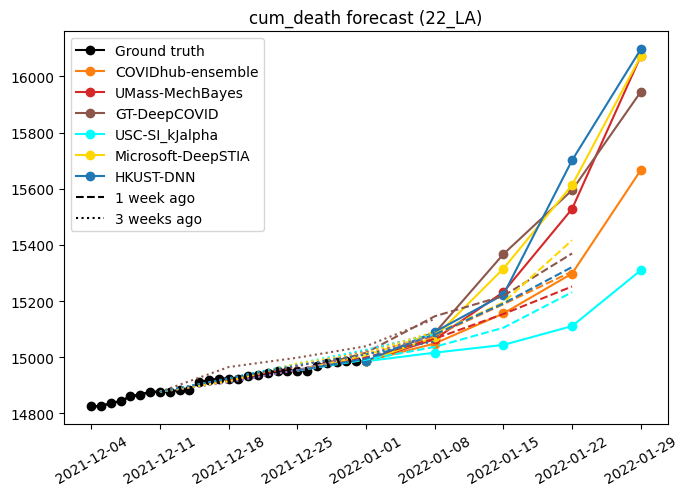 cum_death forecast (22_LA)
Ground truth
COVIDhub-ensemble
UMass-MechBayes
GT-DeepCOVID
USC-SI_kJalpha
Microsoft-DeepSTIA
HKUST-DNN
1 week ago
3 weeks ago
16000
15800
15600
15400
15200
15000
14800
2021-12-04
2021-12-11
2021-12-18
2021-12-25
2022-01-01
2022-01-08
2022-01-15
2022-01-22
2022-01-29